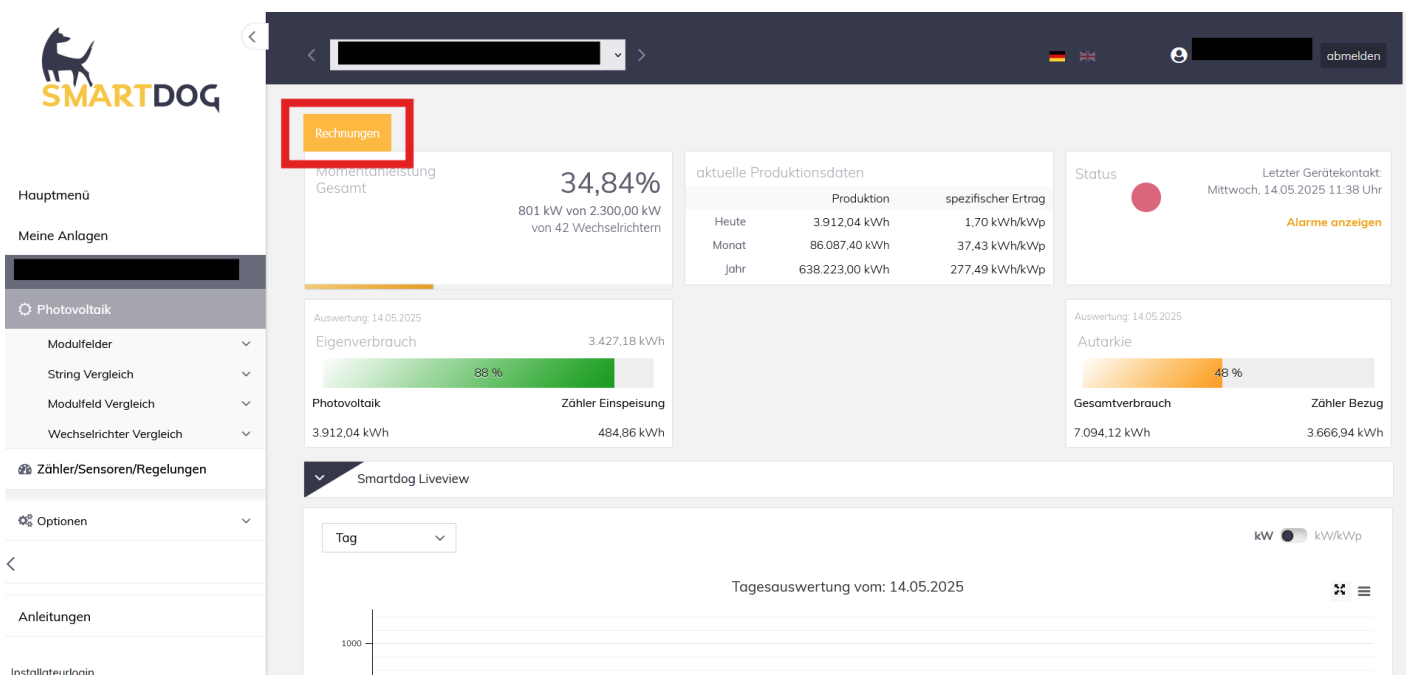 SMARTDOG
abmelden
Rechnungen
Hauptmenü
Meine Anlagen
Photovoltaik
Modulfelder
String Vergleich
Modulfeld Vergleich
Wechselrichter Vergleich
Zähler/Sensoren/Regelungen
Optionen
Anleitungen
Installateurlogin
Momentanleistung
Gesamt
34,84%
801 kW von 2.300,00 kW
von 42 Wechselrichtern
aktuelle Produktionsdaten
Produktion spezifischer Ertrag
Heute 3.912,04 kWh 1,70 kWh/kWp
Monat 86.087,40 kWh 37,43 kWh/kWp
Jahr 638.223,00 kWh 277,49 kWh/kWp
Status
Letzter Gerätekontakt:
Mittwoch, 14.05.2025 11:38 Uhr
Alarme anzeigen
Auswertung: 14.05.2025
Eigenverbrauch 3.427,18 kWh
88 %
Photovoltaik Zähler Einspeisung
3.912,04 kWh 484,86 kWh
Auswertung: 14.05.2025
Autarkie
48 %
Gesamtverbrauch Zähler Bezug
7.094,12 kWh 3.666,94 kWh
Smartdog Liveview
Tag
kW kW/kWp
Tagesauswertung vom: 14.05.2025
1000